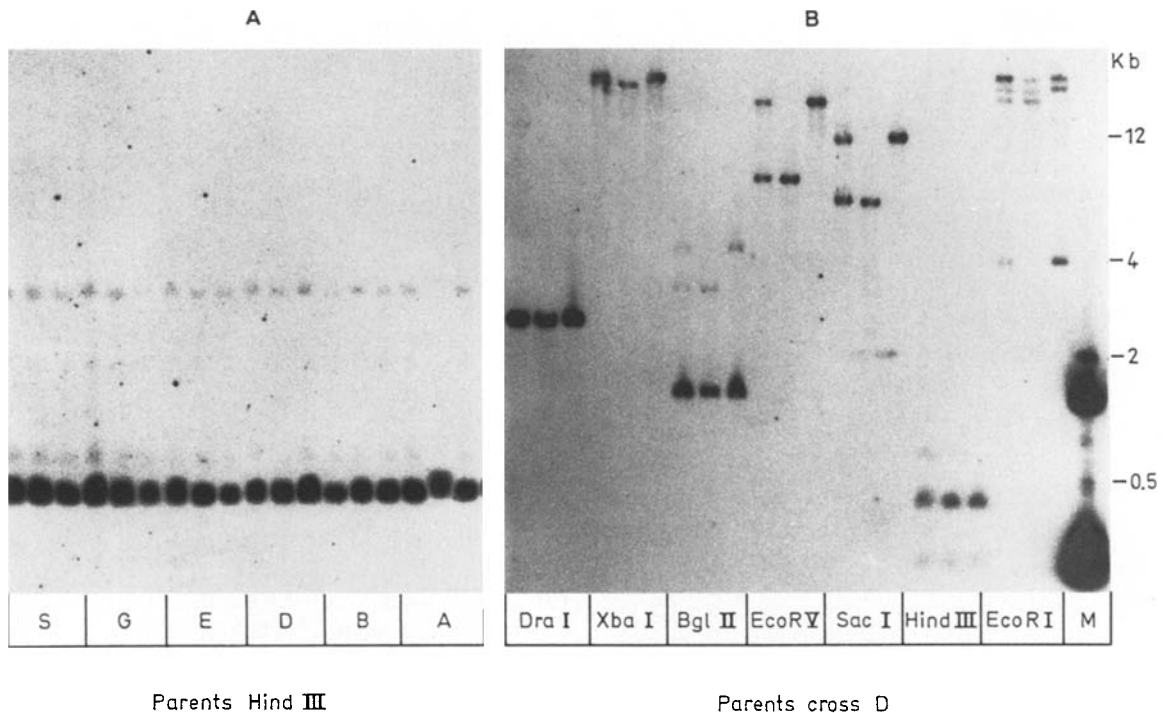 A
B
Kb
12
4
2
0.5
S G E D B A
Dra I Xba I Bgl II EcoR V Sac I Hind III EcoR I M
Parents Hind III
Parents cross D